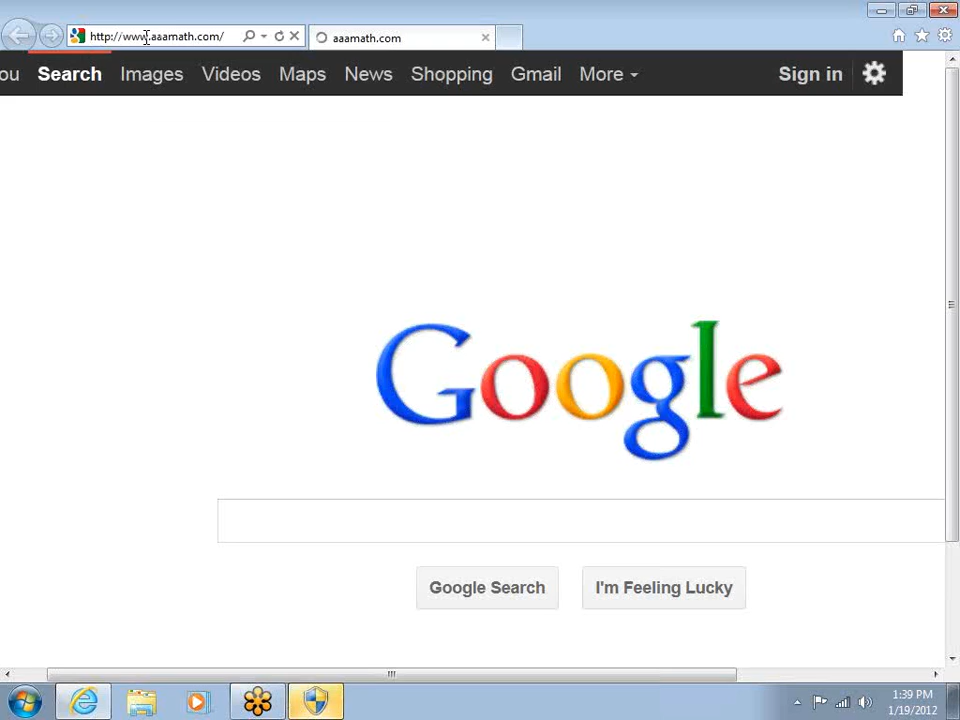 http://www.aaamath.com/
aaamath.com
ou Search Images Videos Maps News Shopping Gmail More Sign in
Google
Google Search I'm Feeling Lucky
1:39 PM
1/19/2012